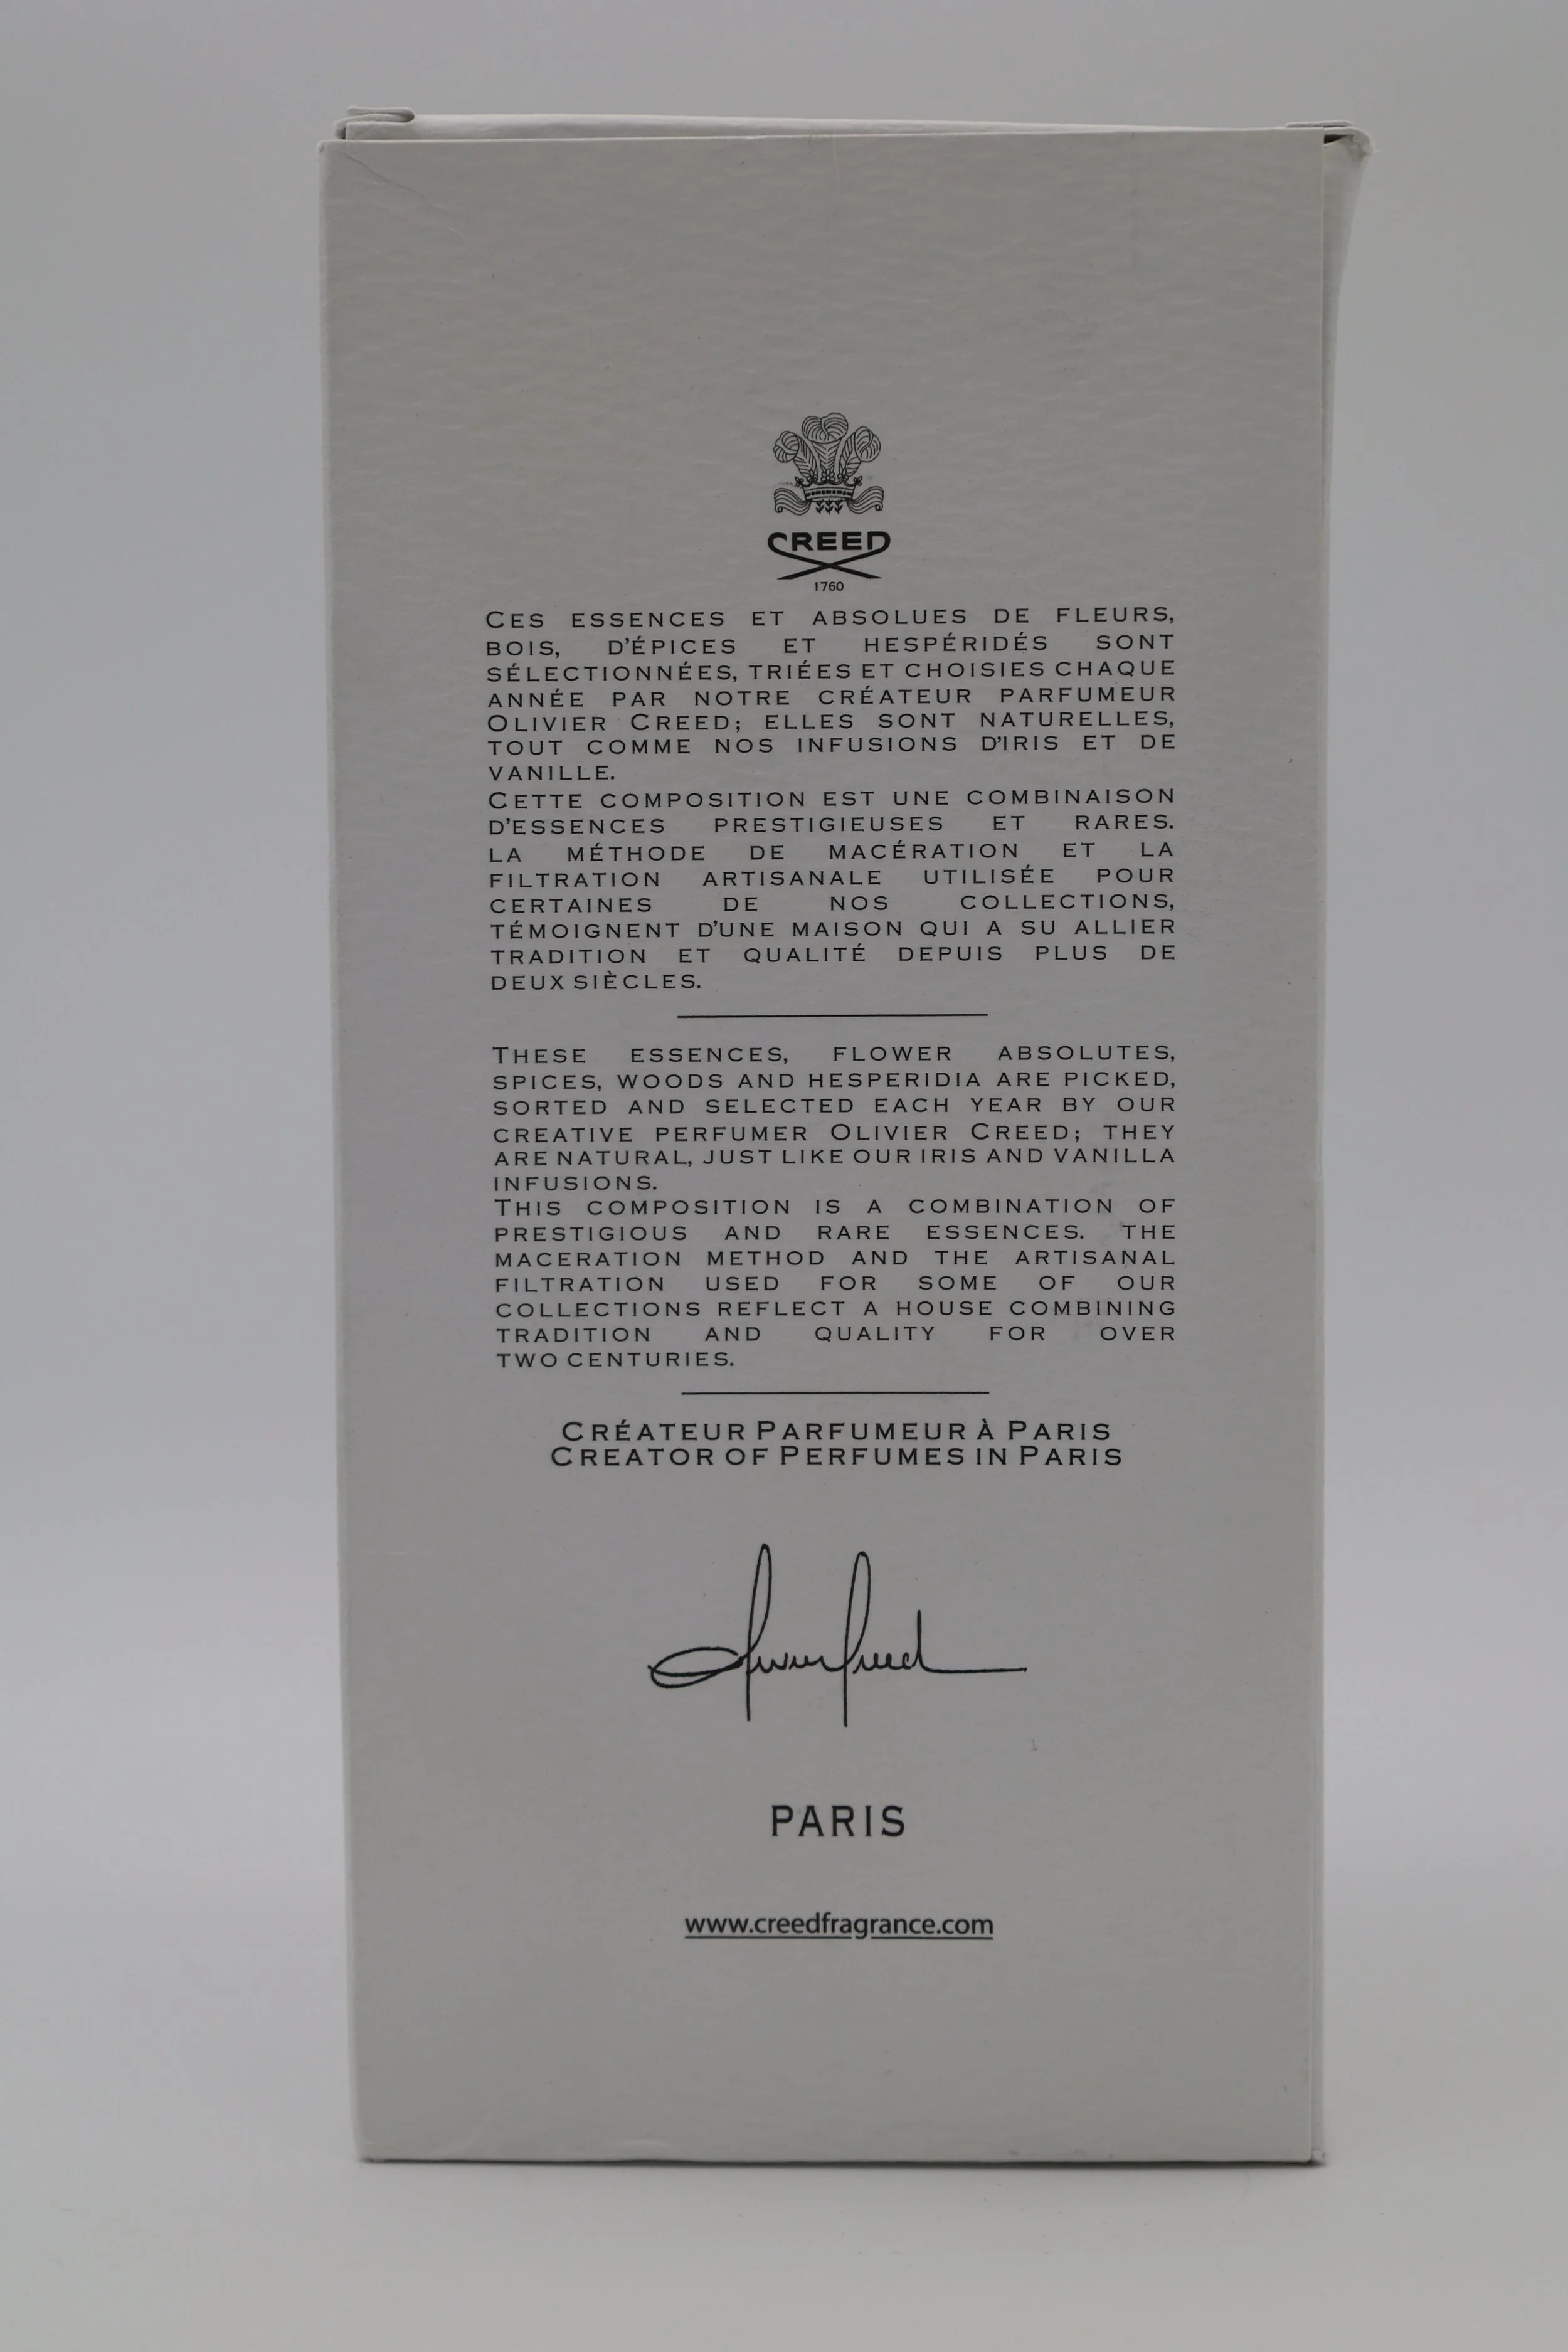 CREED
1760
CES ESSENCES ET ABSOLUES DE FLEURS,
BOIS, D'ÉPICES ET HESPÉRIDÉS SONT
SÉLECTIONNÉES, TRIÉES ET CHOISIES CHAQUE
ANNÉE PAR NOTRE CRÉATEUR PARFUMEUR
OLIVIER CREED; ELLES SONT NATURELLES,
TOUT COMME NOS INFUSIONS D'IRIS ET DE
VANILLE.
CETTE COMPOSITION EST UNE COMBINAISON
D'ESSENCES PRESTIGIEUSES ET RARES.
LA MÉTHODE DE MACÉRATION ET LA
FILTRATION ARTISANALE UTILISÉE POUR
CERTAINES DE NOS COLLECTIONS,
TÉMOIGNENT D'UNE MAISON QUI A SU ALLIER
TRADITION ET QUALITÉ DEPUIS PLUS DE
DEUX SIÈCLES.
THESE ESSENCES, FLOWER ABSOLUTES,
SPICES, WOODS AND HESPERIDIA ARE PICKED,
SORTED AND SELECTED EACH YEAR BY OUR
CREATIVE PERFUMER OLIVIER CREED; THEY
ARE NATURAL, JUST LIKE OUR IRIS AND VANILLA
INFUSIONS.
THIS COMPOSITION IS A COMBINATION OF
PRESTIGIOUS AND RARE ESSENCES. THE
MACERATION METHOD AND THE ARTISANAL
FILTRATION USED FOR SOME OF OUR
COLLECTIONS REFLECT A HOUSE COMBINING
TRADITION AND QUALITY FOR OVER
TWO CENTURIES.
CRÉATEUR PARFUMEUR À PARIS
CREATOR OF PERFUMES IN PARIS
Olivier Creed
PARIS
www.creedfragrance.com